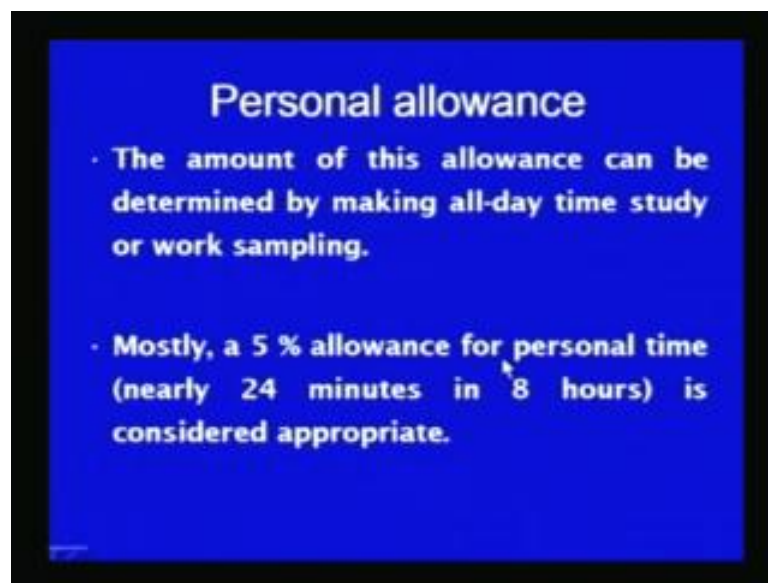 Personal allowance
· The amount of this allowance can be
determined by making all-day time study
or work sampling.
· Mostly, a 5 % allowance for personal time
(nearly 24 minutes in 8 hours) is
considered appropriate.